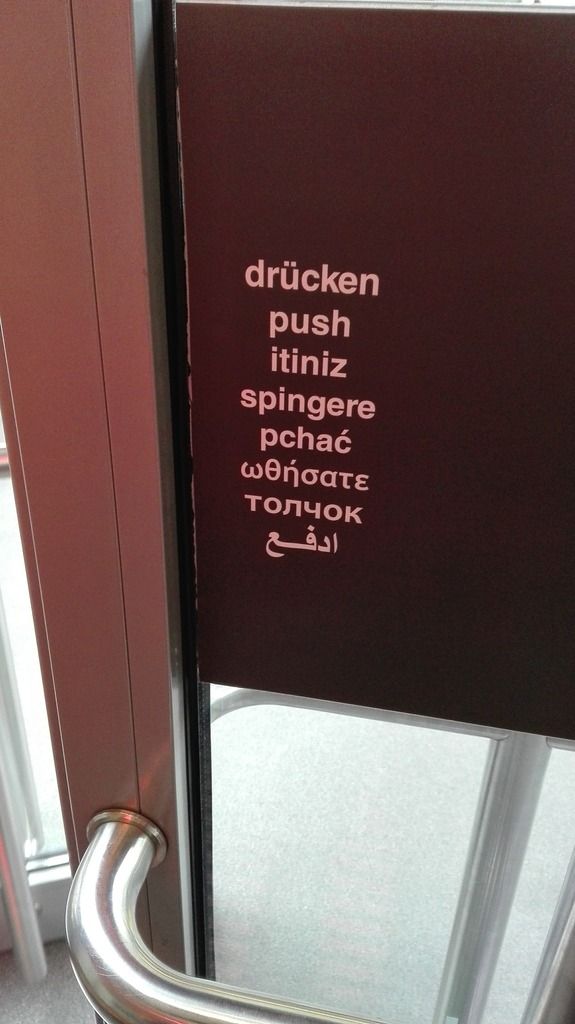 drücken
push
itiniz
spingere
pchać
ωθήσατε
толчок
ادفع